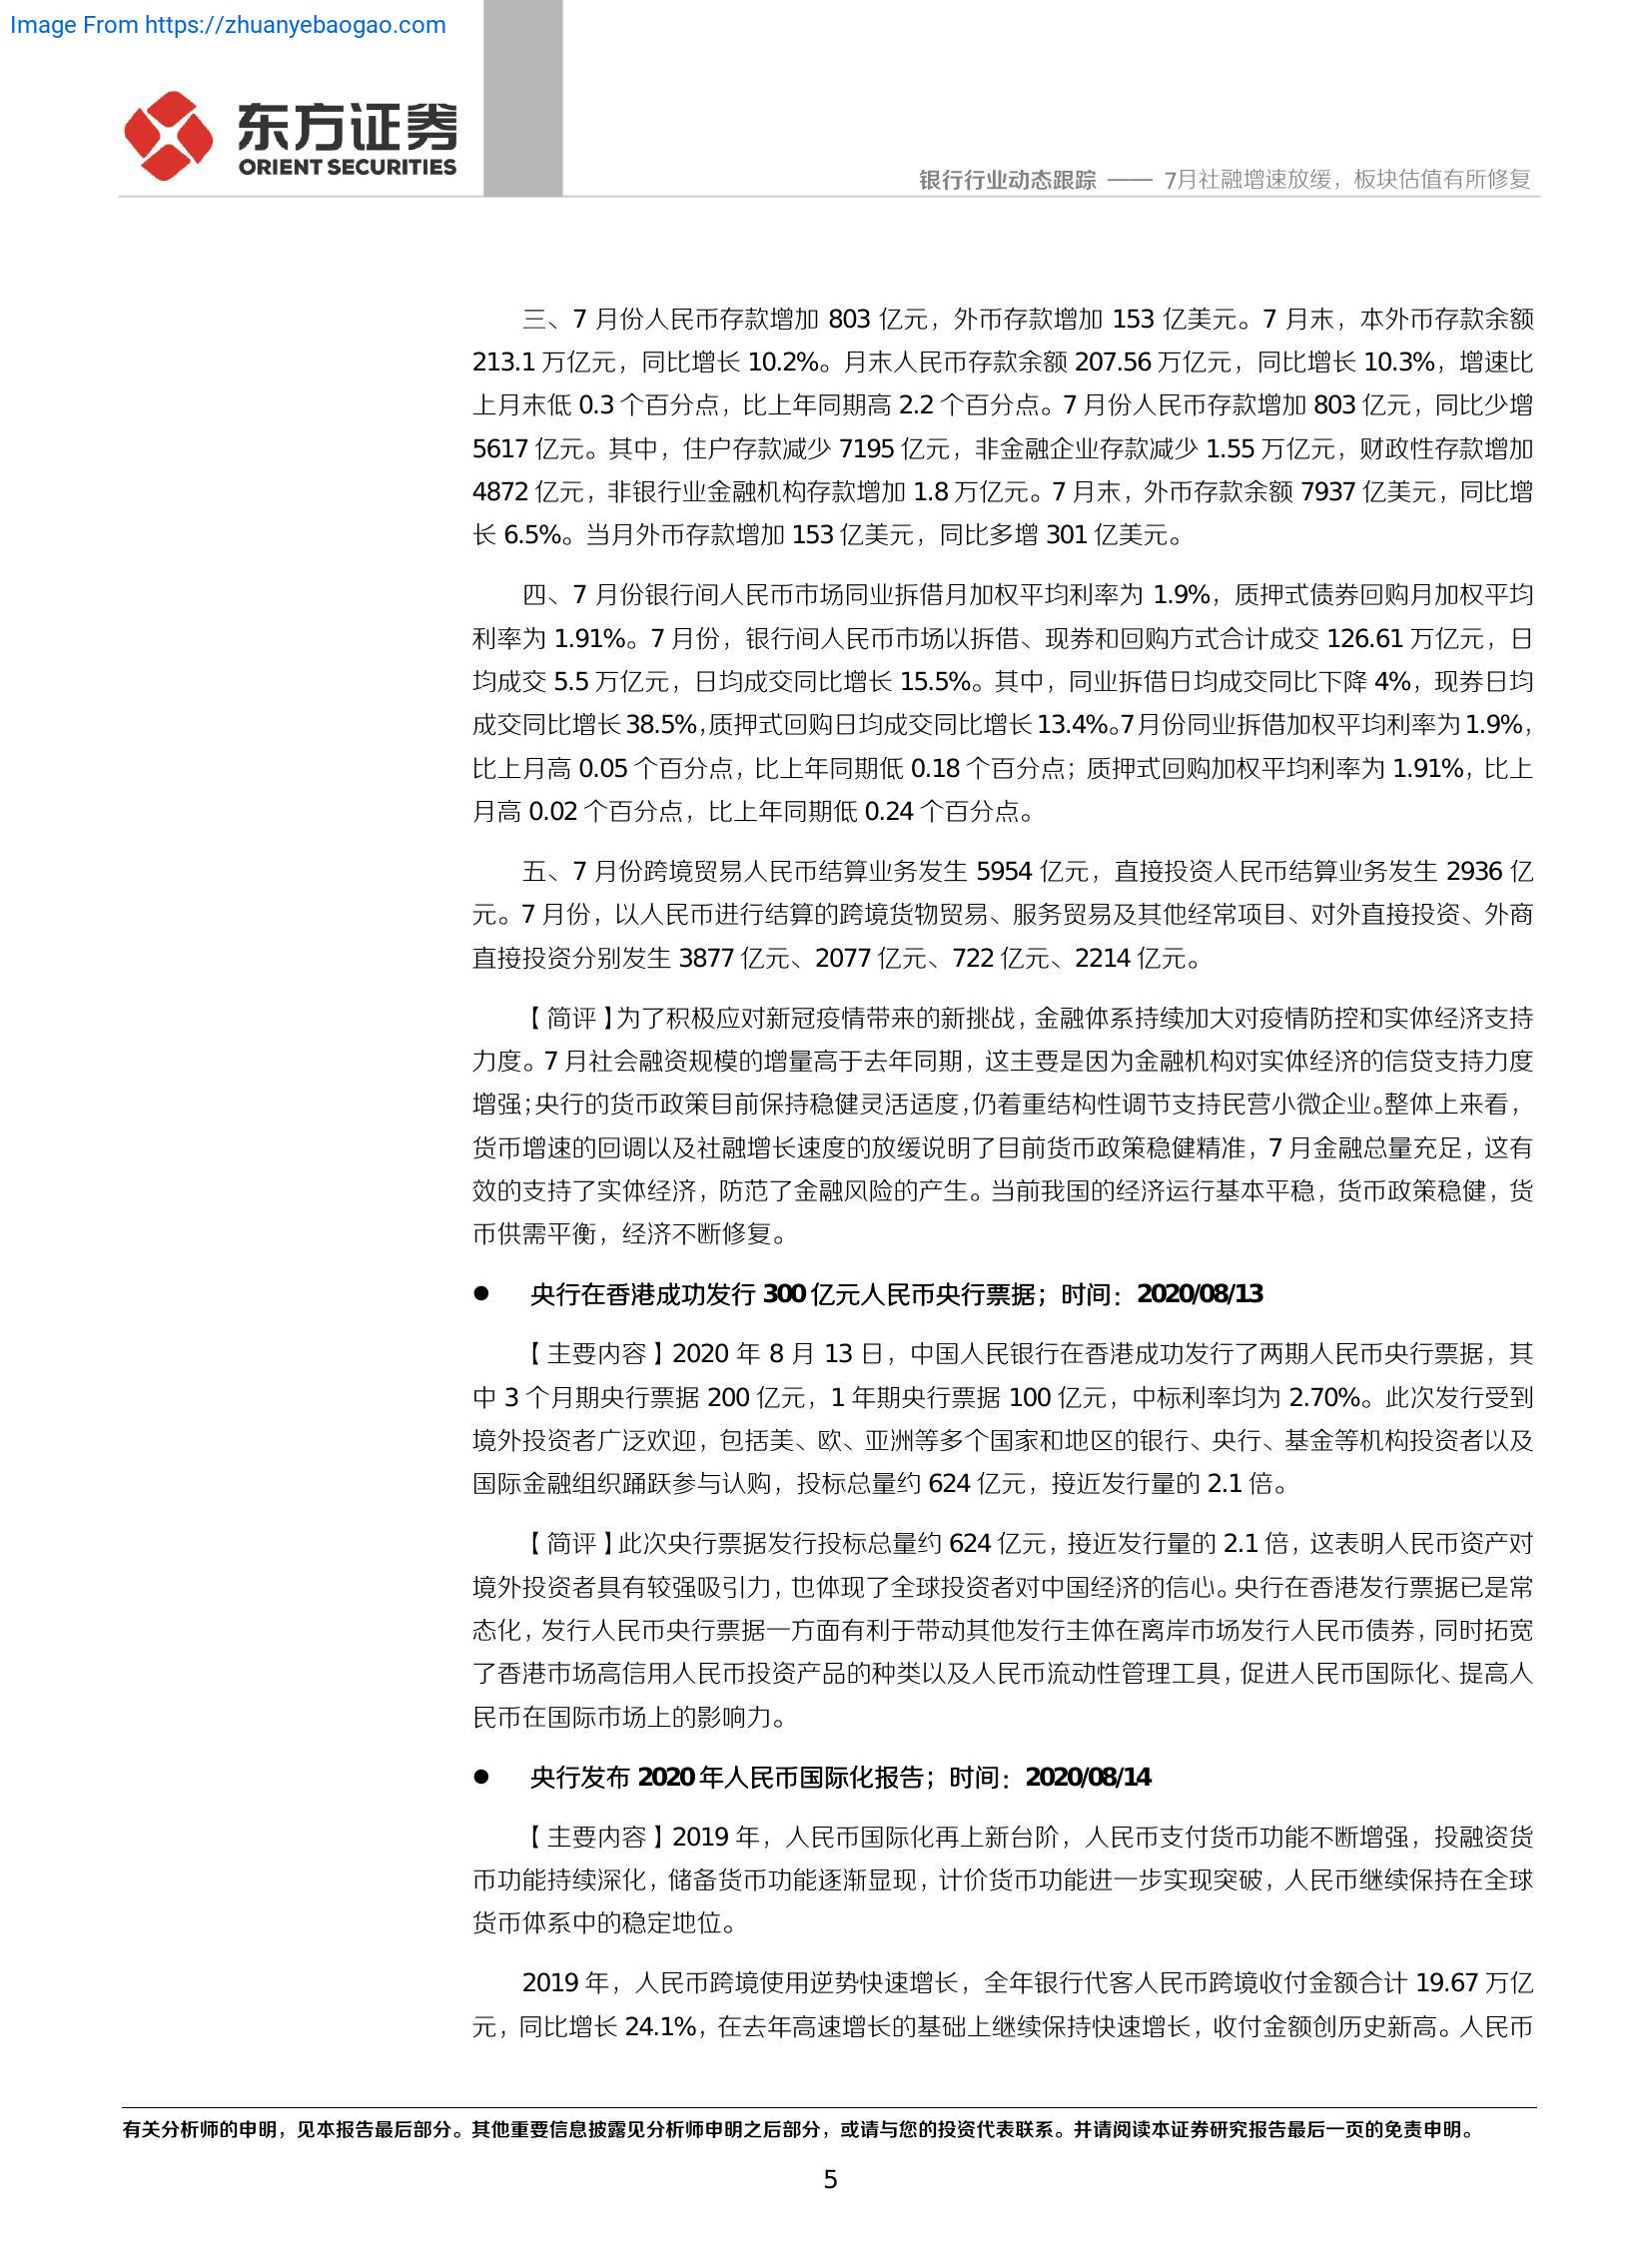 Image From https://zhuanyebaogao.com
东方证券
ORIENT SECURITIES
银行行业动态跟踪 —— 7月社融增速放缓，板块估值有所修复
三、7 月份人民币存款增加 803 亿元，外币存款增加 153 亿美元。7 月末，本外币存款余额
213.1 万亿元，同比增长 10.2%。月末人民币存款余额 207.56 万亿元，同比增长 10.3%，增速比
上月末低 0.3 个百分点，比上年同期高 2.2 个百分点。7 月份人民币存款增加 803 亿元，同比少增
5617 亿元。其中，住户存款减少 7195 亿元，非金融企业存款减少 1.55 万亿元，财政性存款增加
4872 亿元，非银行业金融机构存款增加 1.8 万亿元。7 月末，外币存款余额 7937 亿美元，同比增
长 6.5%。当月外币存款增加 153 亿美元，同比多增 301 亿美元。
四、7 月份银行间人民币市场同业拆借月加权平均利率为 1.9%，质押式债券回购月加权平均
利率为 1.91%。7 月份，银行间人民币市场以拆借、现券和回购方式合计成交 126.61 万亿元，日
均成交 5.5 万亿元，日均成交同比增长 15.5%。其中，同业拆借日均成交同比下降 4%，现券日均
成交同比增长 38.5%，质押式回购日均成交同比增长 13.4%。7 月份同业拆借加权平均利率为 1.9%，
比上月高 0.05 个百分点，比上年同期低 0.18 个百分点；质押式回购加权平均利率为 1.91%，比上
月高 0.02 个百分点，比上年同期低 0.24 个百分点。
五、7 月份跨境贸易人民币结算业务发生 5954 亿元，直接投资人民币结算业务发生 2936 亿
元。7 月份，以人民币进行结算的跨境货物贸易、服务贸易及其他经常项目、对外直接投资、外商
直接投资分别发生 3877 亿元、2077 亿元、722 亿元、2214 亿元。
【简评】为了积极应对新冠疫情带来的新挑战，金融体系持续加大对疫情防控和实体经济支持
力度。7 月社会融资规模的增量高于去年同期，这主要是因为金融机构对实体经济的信贷支持力度
增强；央行的货币政策目前保持稳健灵活适度，仍着重结构性调节支持民营小微企业。整体上来看，
货币增速的回调以及社融增长速度的放缓说明了目前货币政策稳健精准，7 月金融总量充足，这有
效的支持了实体经济，防范了金融风险的产生。当前我国的经济运行基本平稳，货币政策稳健，货
币供需平衡，经济不断修复。
● 央行在香港成功发行 300 亿元人民币央行票据；时间：2020/08/13
【主要内容】2020 年 8 月 13 日，中国人民银行在香港成功发行了两期人民币央行票据，其
中 3 个月期央行票据 200 亿元，1 年期央行票据 100 亿元，中标利率均为 2.70%。此次发行受到
境外投资者广泛欢迎，包括美、欧、亚洲等多个国家和地区的银行、央行、基金等机构投资者以及
国际金融组织踊跃参与认购，投标总量约 624 亿元，接近发行量的 2.1 倍。
【简评】此次央行票据发行投标总量约 624 亿元，接近发行量的 2.1 倍，这表明人民币资产对
境外投资者具有较强吸引力，也体现了全球投资者对中国经济的信心。央行在香港发行票据已是常
态化，发行人民币央行票据一方面有利于带动其他发行主体在离岸市场发行人民币债券，同时拓宽
了香港市场高信用人民币投资产品的种类以及人民币流动性管理工具，促进人民币国际化、提高人
民币在国际市场上的影响力。
● 央行发布 2020 年人民币国际化报告；时间：2020/08/14
【主要内容】2019 年，人民币国际化再上新台阶，人民币支付货币功能不断增强，投融资货
币功能持续深化，储备货币功能逐渐显现，计价货币功能进一步实现突破，人民币继续保持在全球
货币体系中的稳定地位。
2019 年，人民币跨境使用逆势快速增长，全年银行代客人民币跨境收付金额合计 19.67 万亿
元，同比增长 24.1%，在去年高速增长的基础上继续保持快速增长，收付金额创历史新高。人民币
有关分析师的申明，见本报告最后部分。其他重要信息披露见分析师申明之后部分，或请与您的投资代表联系。并请阅读本证券研究报告最后一页的免责申明。
5